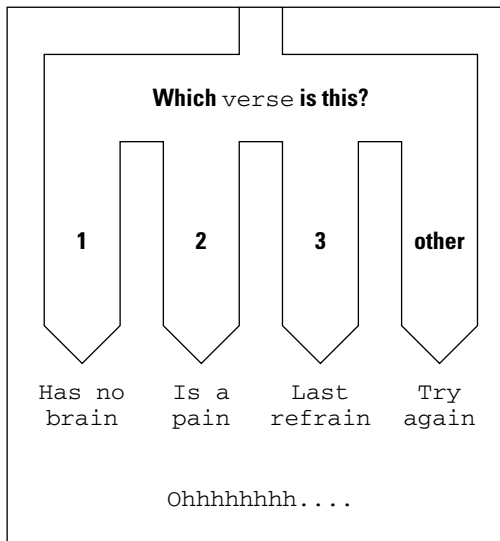 Which verse is this?
1 2 3 other
Has no Is a Last Try
brain pain refrain again
Ohhhhhhhh....